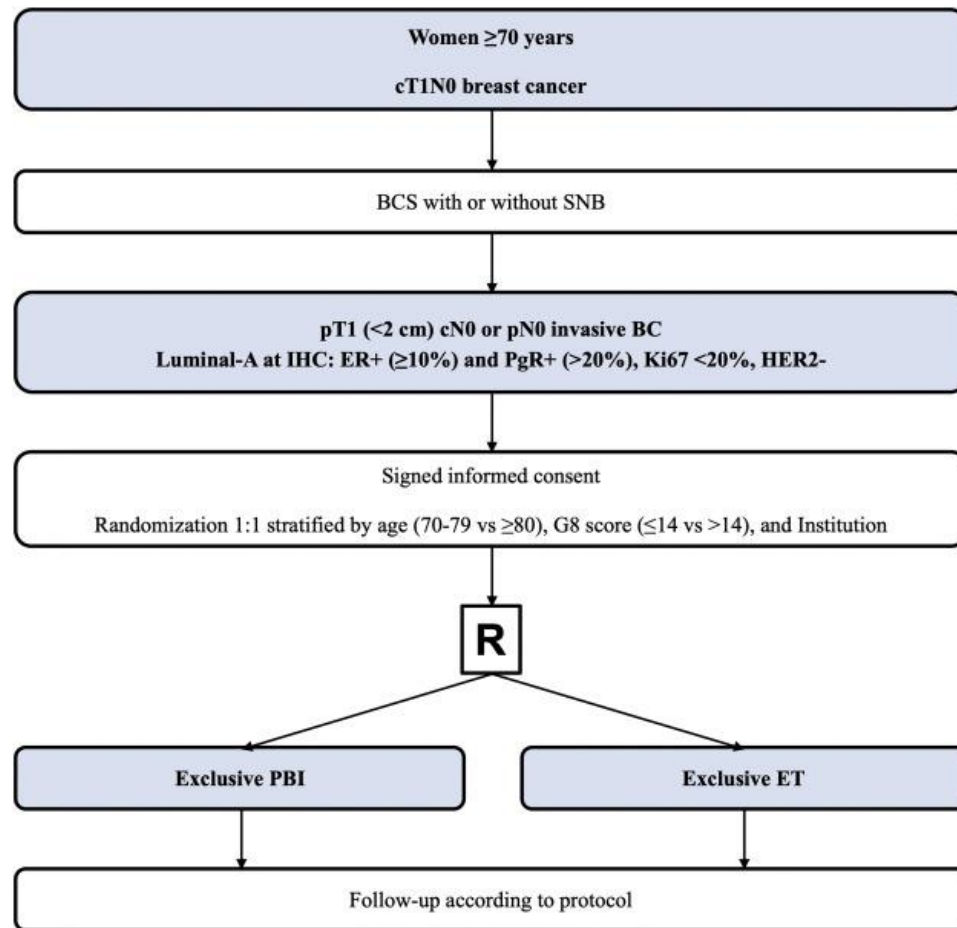 Women ≥70 years
cT1N0 breast cancer
BCS with or without SNB
pT1 (<2 cm) cN0 or pN0 invasive BC
Luminal-A at IHC: ER+ (≥10%) and PgR+ (>20%), Ki67 <20%, HER2-
Signed informed consent
Randomization 1:1 stratified by age (70-79 vs ≥80), G8 score (≤14 vs >14), and Institution
R
Exclusive PBI
Exclusive ET
Follow-up according to protocol